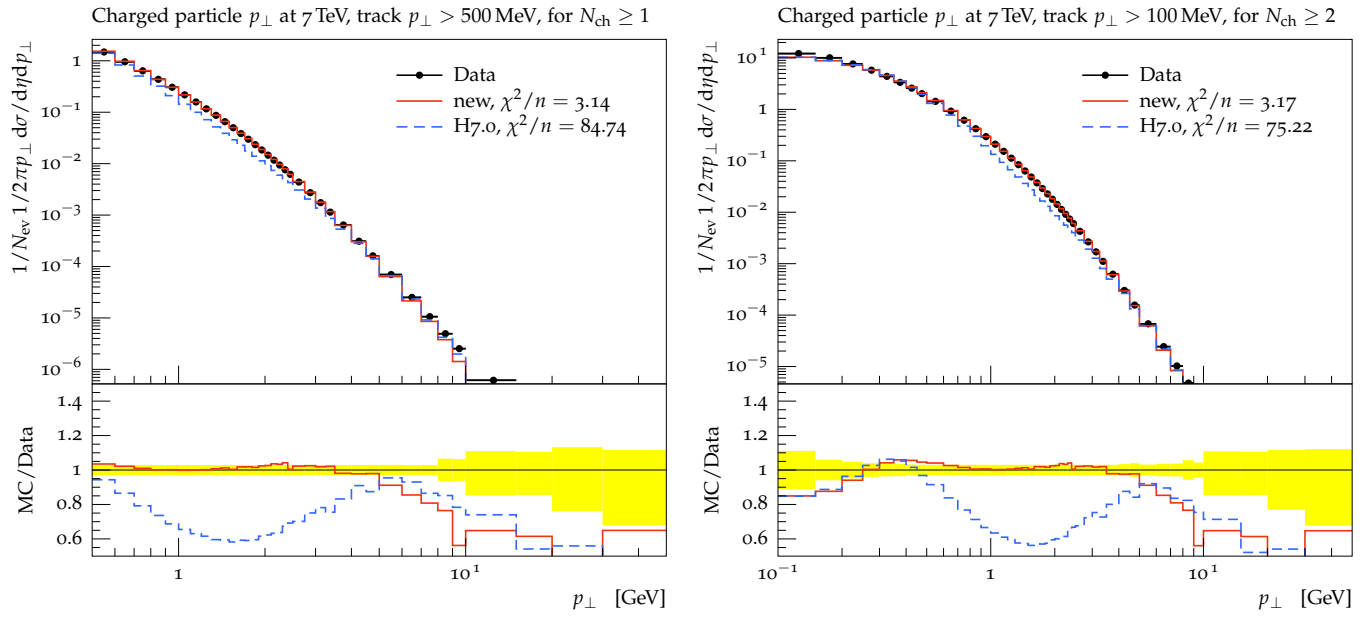 Charged particle p⊥ at 7 TeV, track p⊥ > 500 MeV, for Nch ≥ 1
1/Nev 1/2πp⊥ dσ/dηdp⊥
1
10⁻¹
10⁻²
10⁻³
10⁻⁴
10⁻⁵
10⁻⁶
Data
new, χ²/n = 3.14
H7.0, χ²/n = 84.74
MC/Data
1.4
1.2
1
0.8
0.6
1
10¹
p⊥ [GeV]
Charged particle p⊥ at 7 TeV, track p⊥ > 100 MeV, for Nch ≥ 2
1/Nev 1/2πp⊥ dσ/dηdp⊥
10¹
1
10⁻¹
10⁻²
10⁻³
10⁻⁴
10⁻⁵
Data
new, χ²/n = 3.17
H7.0, χ²/n = 75.22
MC/Data
1.4
1.2
1
0.8
0.6
10⁻¹
1
10¹
p⊥ [GeV]